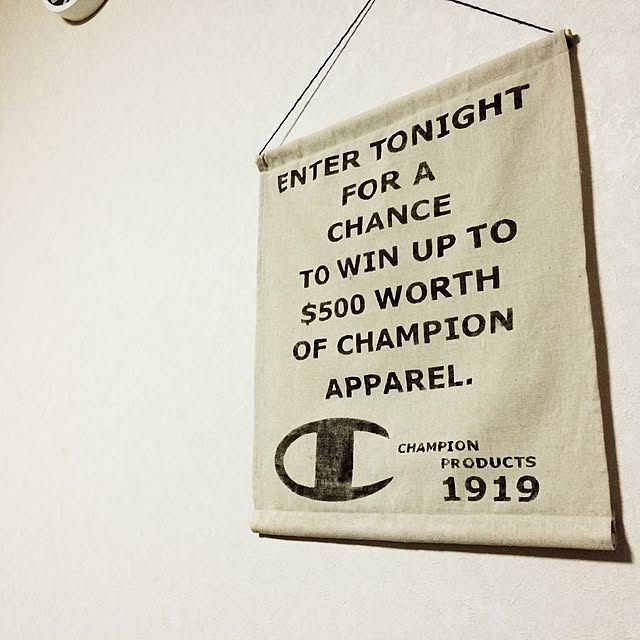 ENTER TONIGHT
FOR A
CHANCE
TO WIN UP TO
$500 WORTH
OF CHAMPION
APPAREL.
CHAMPION
PRODUCTS
1919